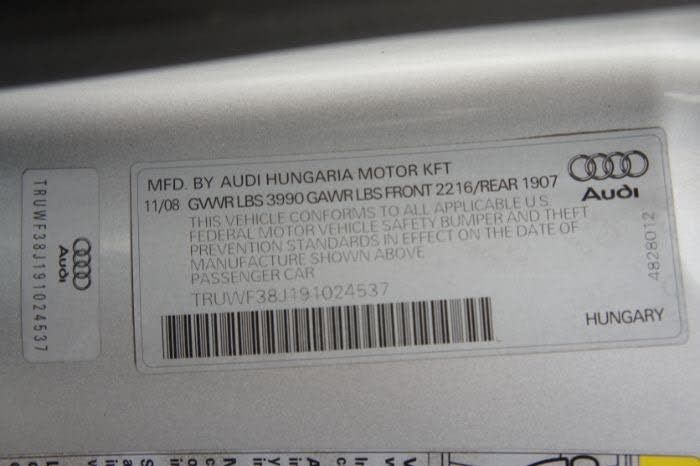 TRUWF38J191024537
Audi
MFD. BY AUDI HUNGARIA MOTOR KFT
11/08 GVWR LBS 3990 GAWR LBS FRONT 2216/REAR 1907
THIS VEHICLE CONFORMS TO ALL APPLICABLE U.S.
FEDERAL MOTOR VEHICLE SAFETY BUMPER AND THEFT
PREVENTION STANDARDS IN EFFECT ON THE DATE OF
MANUFACTURE SHOWN ABOVE
PASSENGER CAR
TRUWF38J191024537
Audi
4828012
HUNGARY